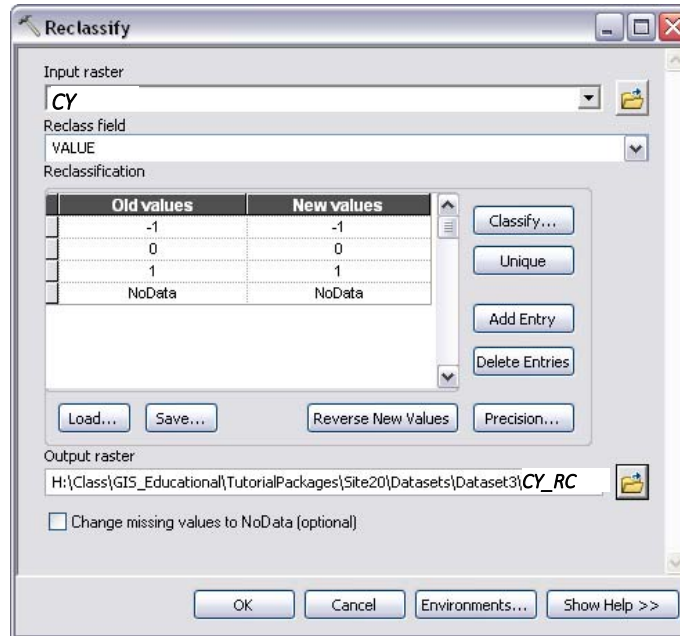 Reclassify
Input raster
CY
Reclass field
VALUE
Reclassification
Old values New values
-1 -1
0 0
1 1
NoData NoData
Classify...
Unique
Add Entry
Delete Entries
Load... Save... Reverse New Values Precision...
Output raster
H:\Class\GIS_Educational\TutorialPackages\Site20\Datasets\Dataset3\CY_RC
Change missing values to NoData (optional)
OK Cancel Environments... Show Help >>